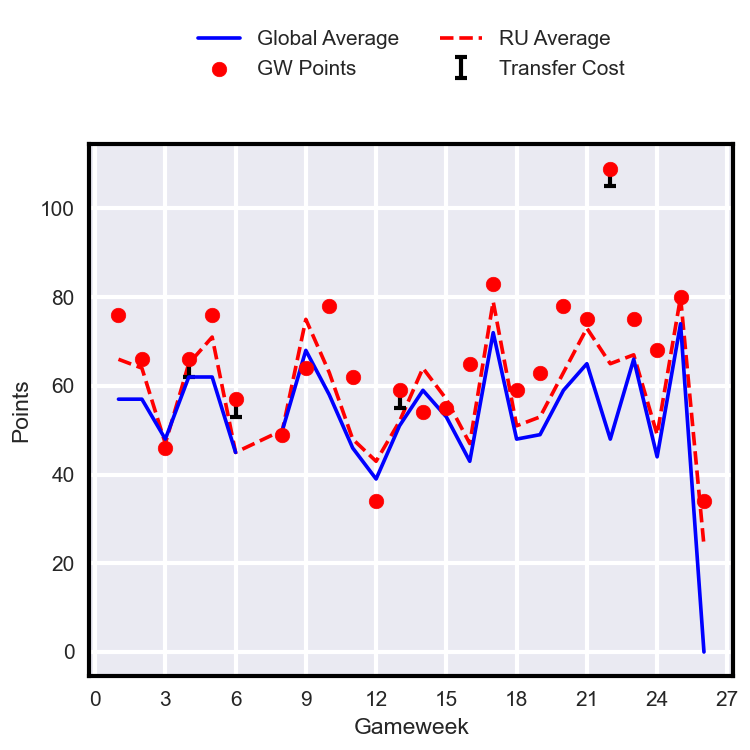 Global Average
RU Average
GW Points
Transfer Cost
100
80
60
40
20
0
Points
0 3 6 9 12 15 18 21 24 27
Gameweek